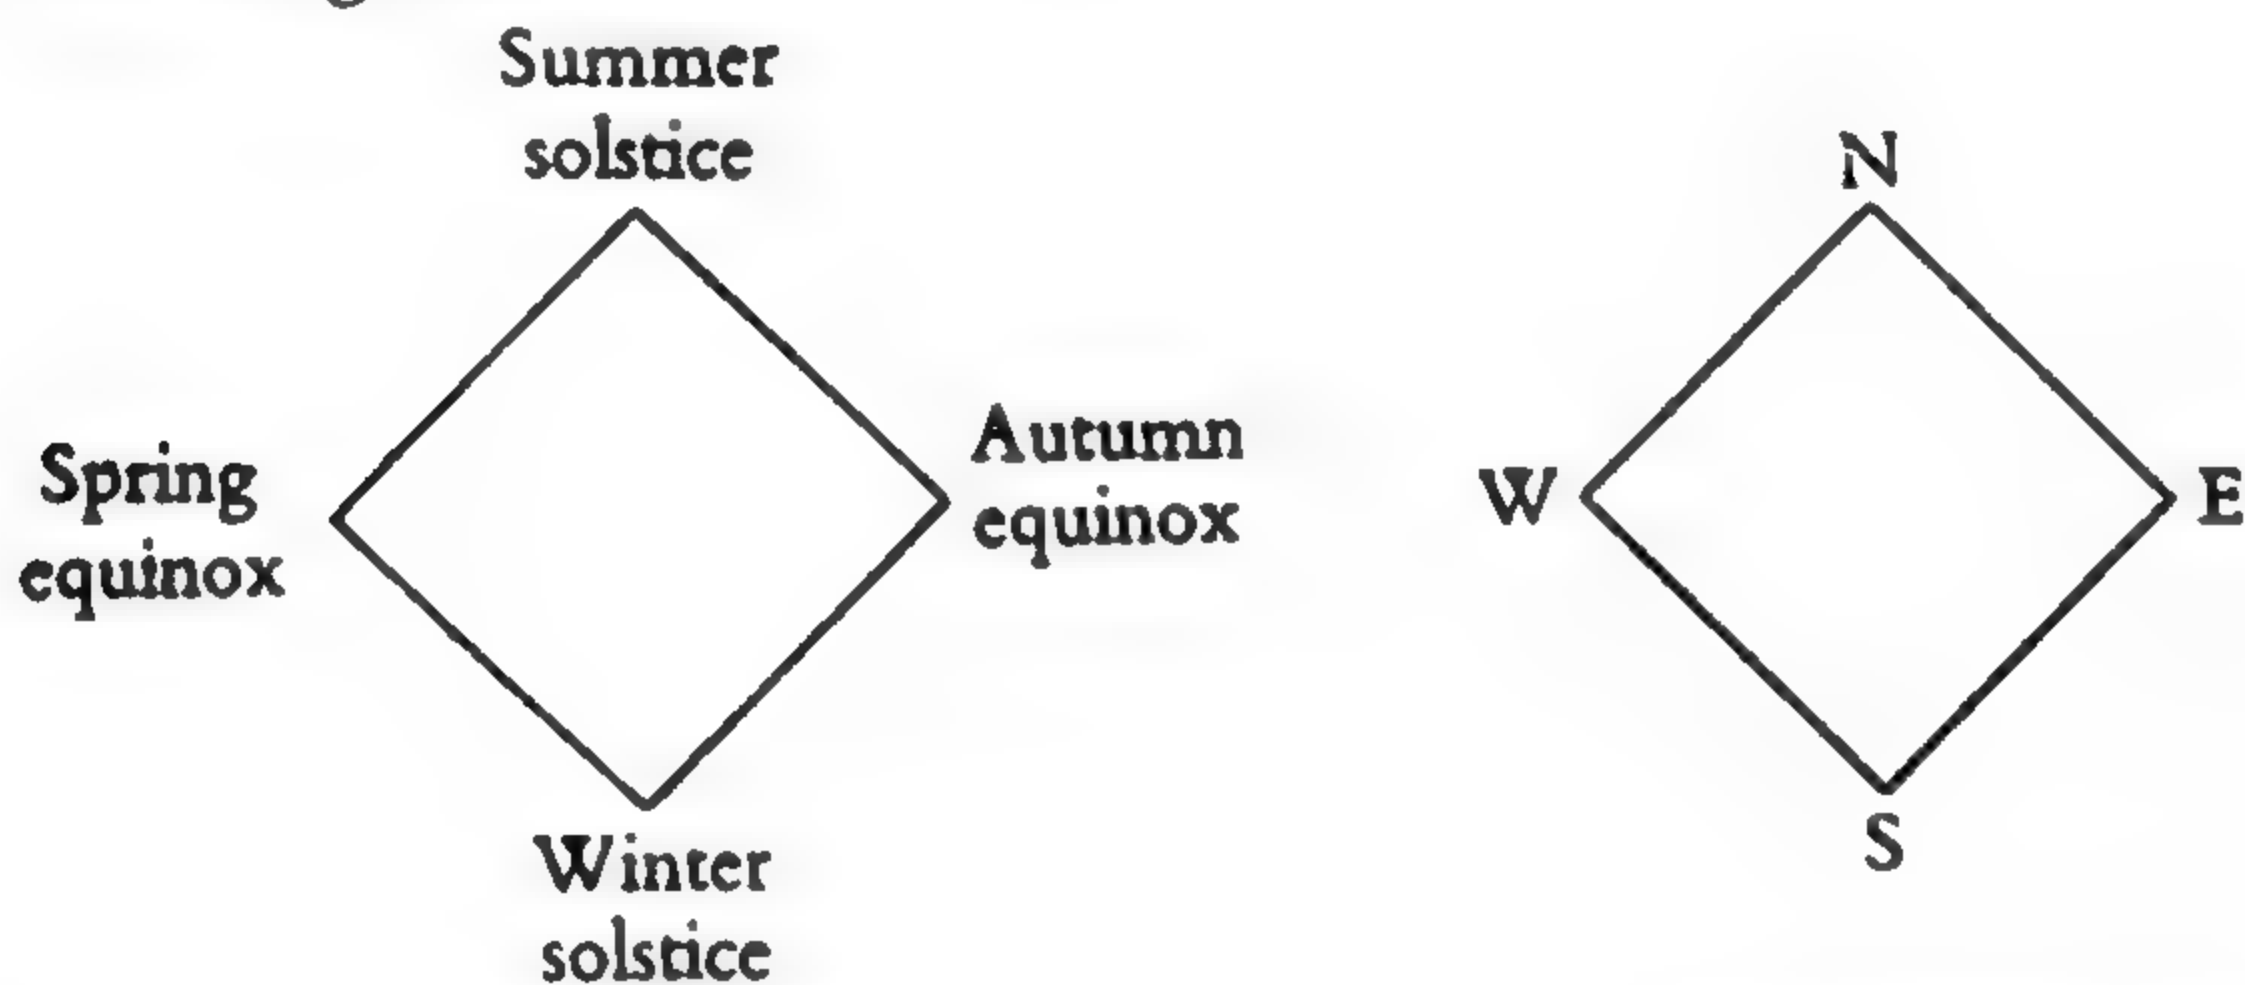 Summer
solstice
Spring
equinox
Autumn
equinox
Winter
solstice
N
W
E
S